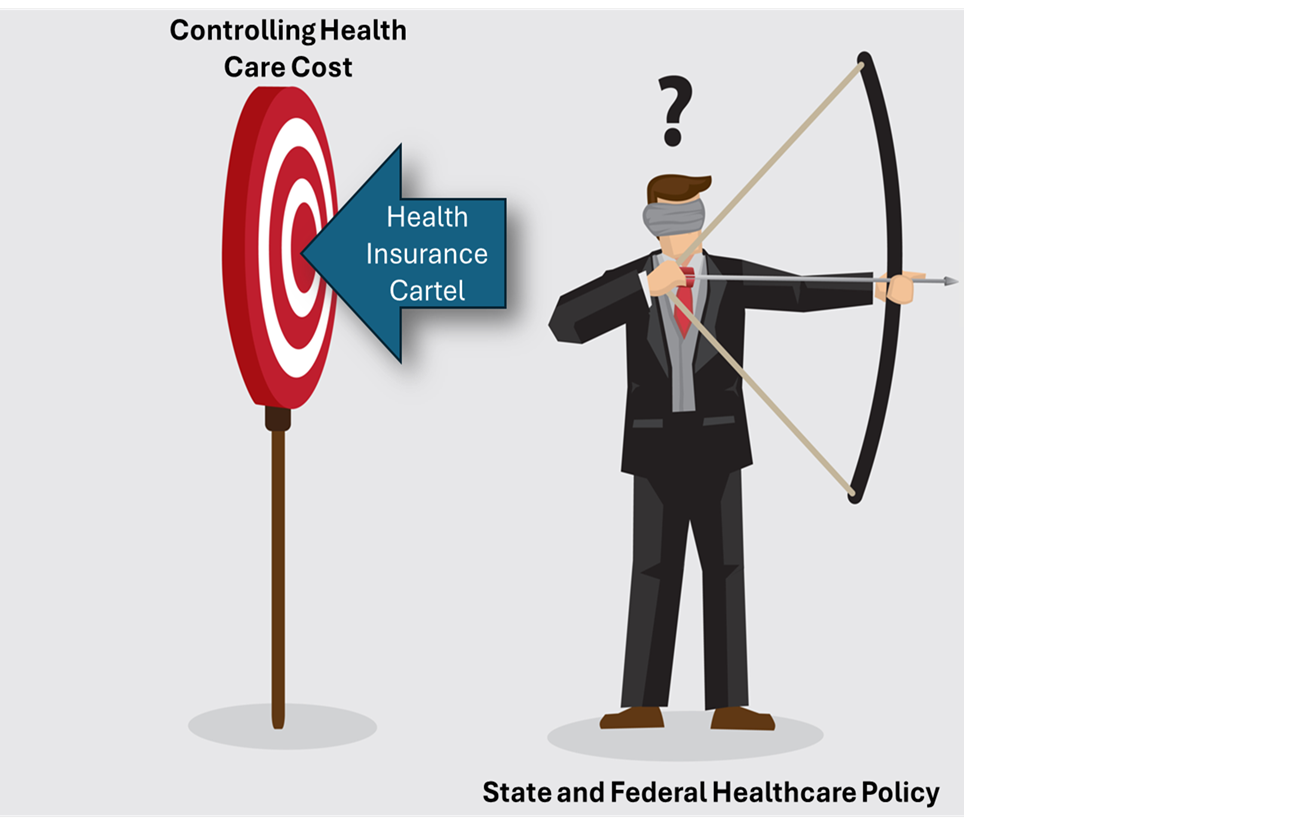 Controlling Health
Care Cost
?
Health
Insurance
Cartel
State and Federal Healthcare Policy